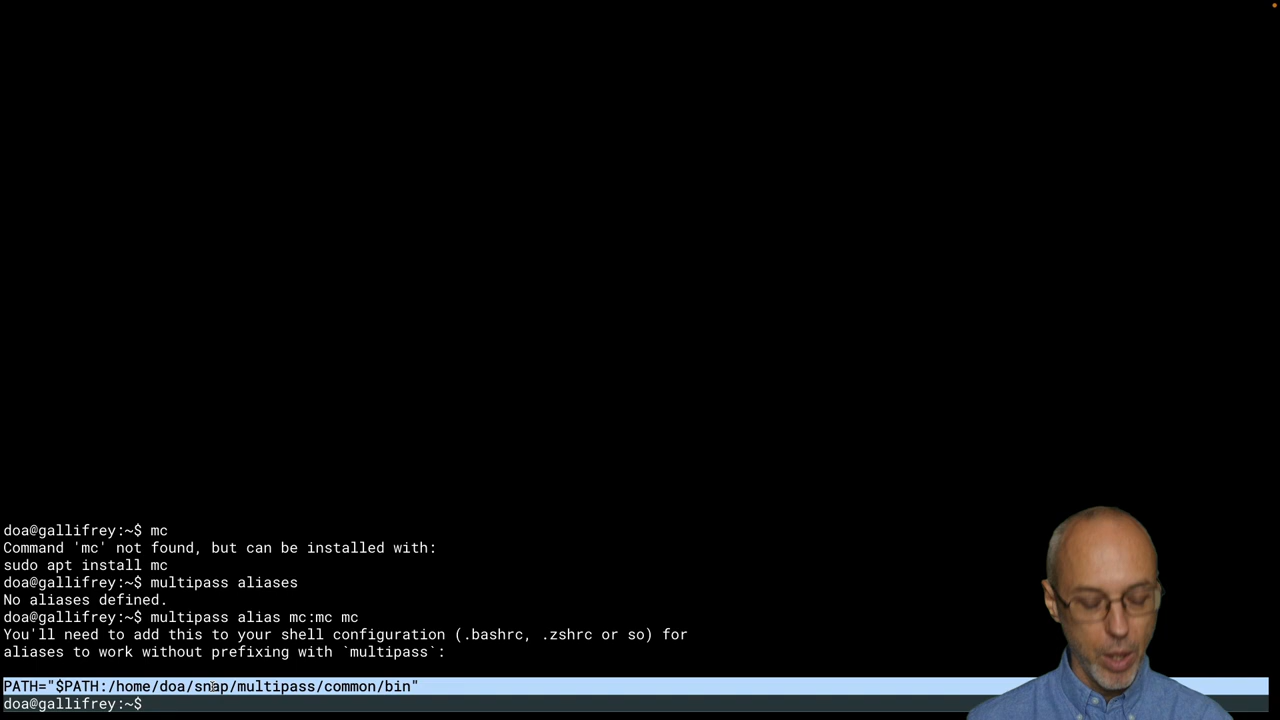 doa@gallifrey:~$ mc
Command 'mc' not found, but can be installed with:
sudo apt install mc
doa@gallifrey:~$ multipass aliases
No aliases defined.
doa@gallifrey:~$ multipass alias mc:mc mc
You'll need to add this to your shell configuration (.bashrc, .zshrc or so) for
aliases to work without prefixing with `multipass`:
PATH="$PATH:/home/doa/snap/multipass/common/bin"
doa@gallifrey:~$